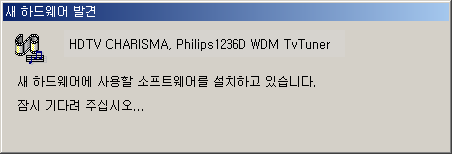 새 하드웨어 발견
HDTV CHARISMA, Philips1236D WDM TvTuner
새 하드웨어에 사용할 소프트웨어를 설치하고 있습니다.
잠시 기다려 주십시오...